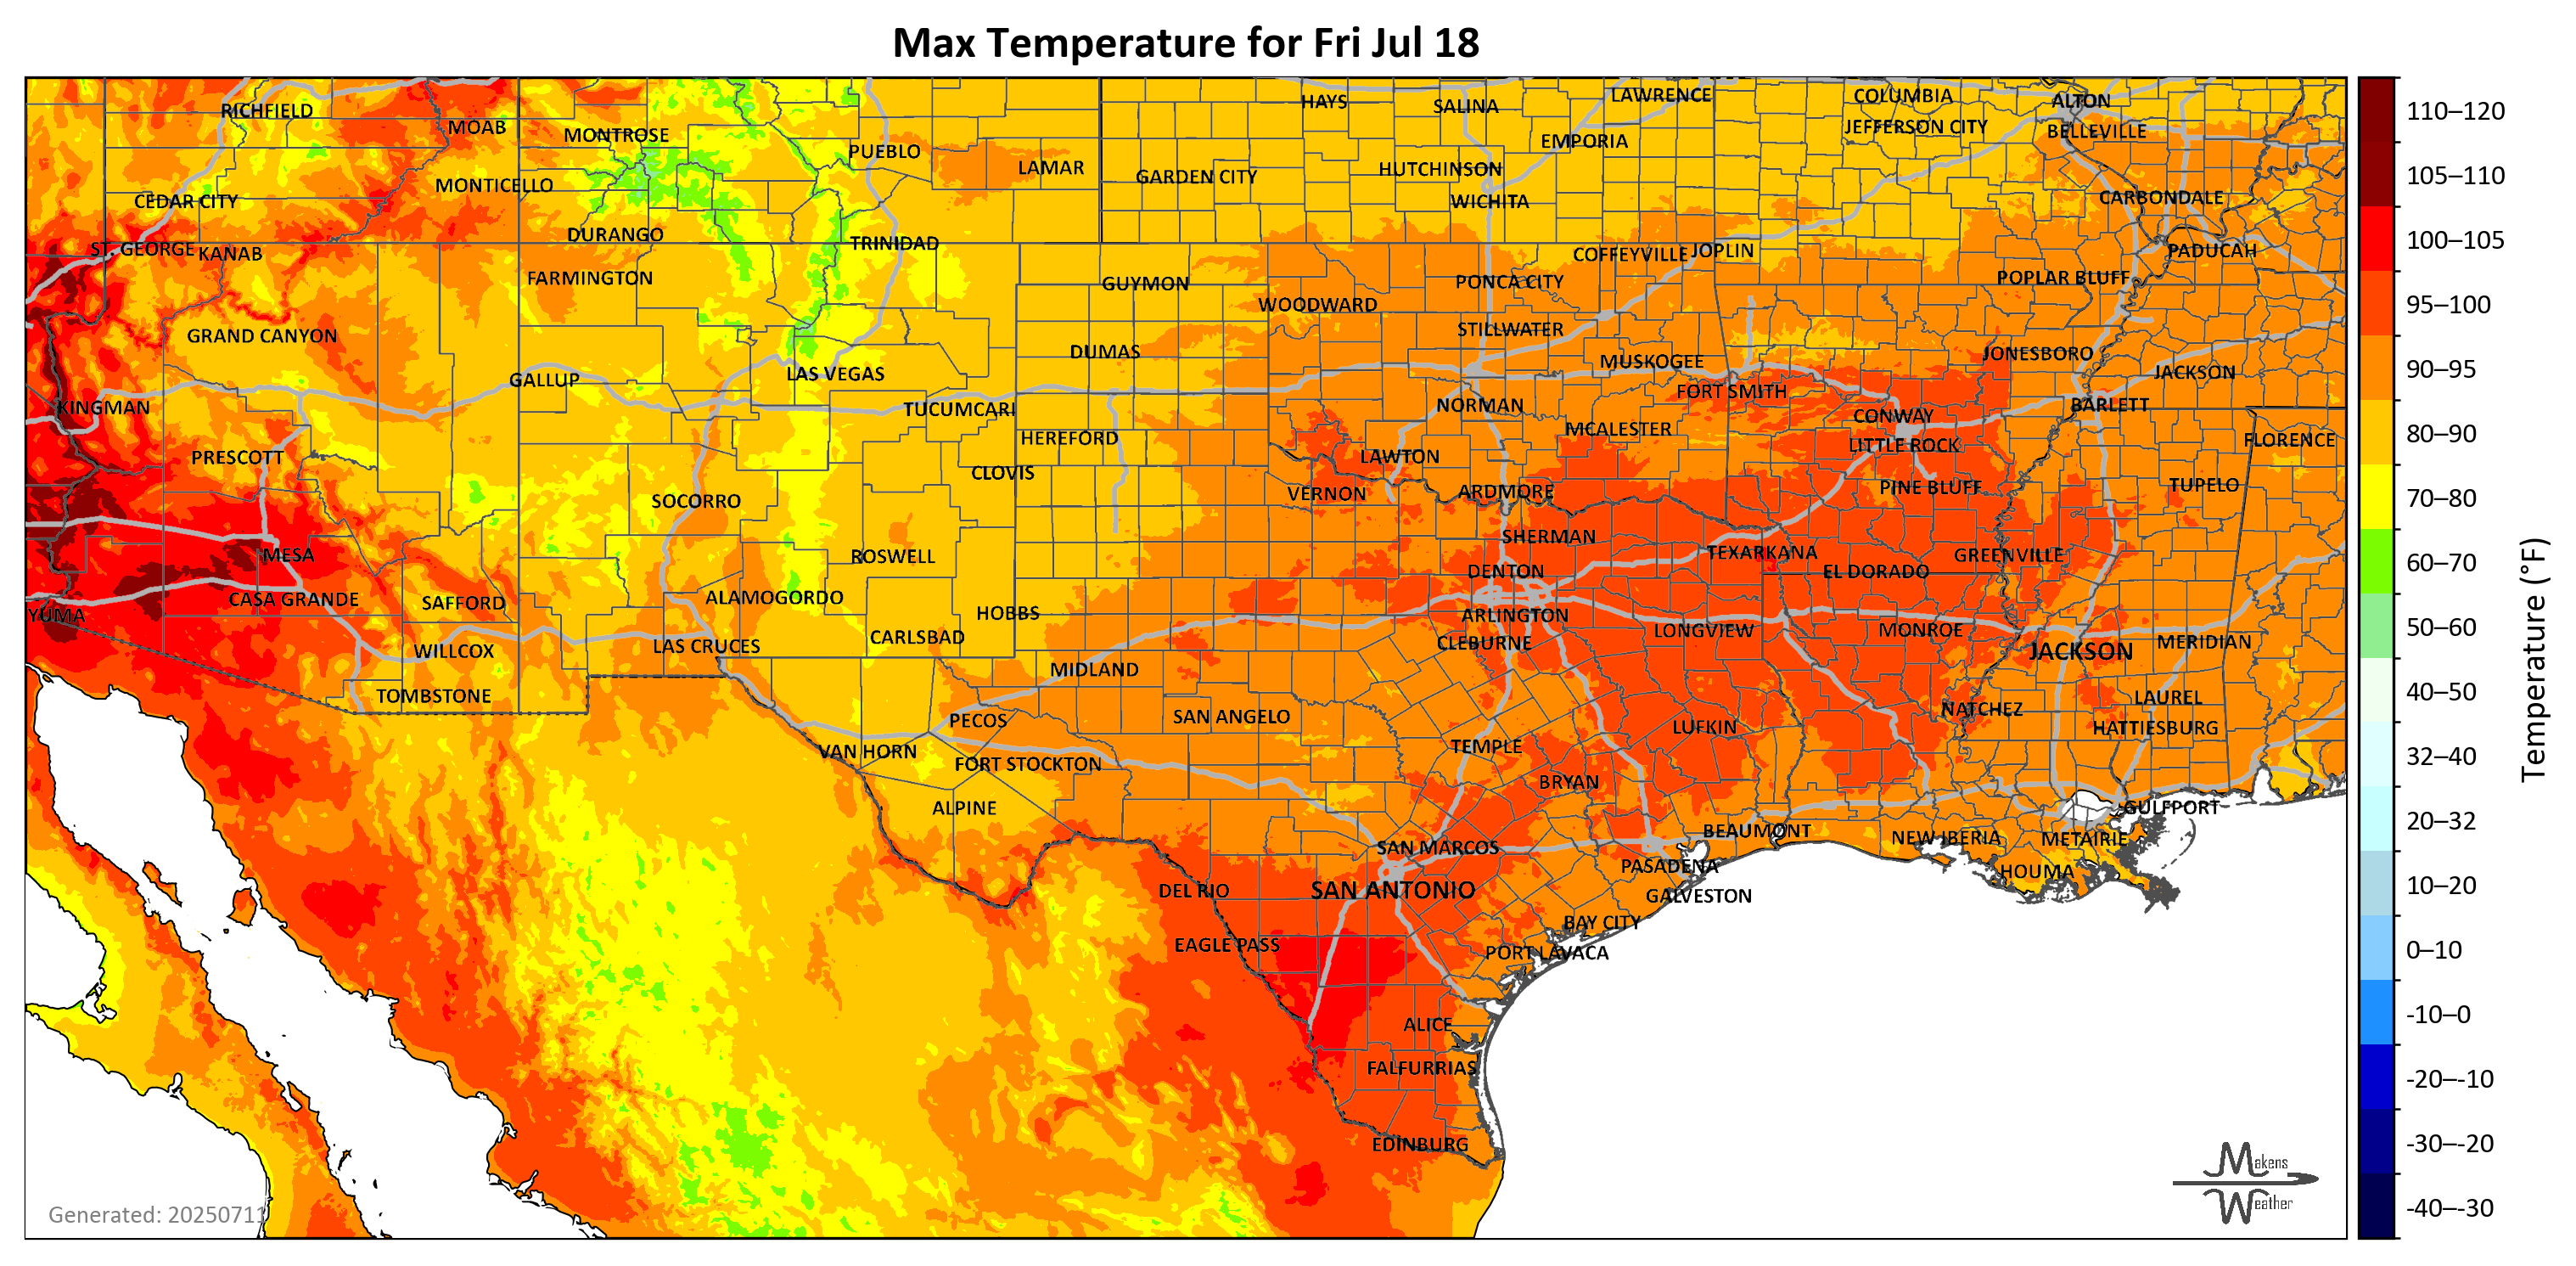 Max Temperature for Fri Jul 18
HAYS
SALINA
LAWRENCE
COLUMBIA
ALTON
RICHFIELD
MOAB
MONTROSE
PUEBLO
EMPORIA
JEFFERSON CITY
BELLEVILLE
LAMAR
GARDEN CITY
HUTCHINSON
MONTICELLO
CEDAR CITY
WICHITA
CARBONDALE
DURANGO
TRINIDAD
ST. GEORGE
KANAB
COFFEYVILLE
JOPLIN
PADUCAH
FARMINGTON
GUYMON
PONCA CITY
POPLAR BLUFF
WOODWARD
GRAND CANYON
STILLWATER
DUMAS
MUSKOGEE
JONESBORO
GALLUP
LAS VEGAS
FORT SMITH
JACKSON
KINGMAN
TUCUMCARI
NORMAN
CONWAY
BARLETT
HEREFORD
MCALESTER
LITTLE ROCK
FLORENCE
PRESCOTT
CLOVIS
LAWTON
SOCORRO
VERNON
ARDMORE
PINE BLUFF
TUPELO
MESA
ROSWELL
SHERMAN
TEXARKANA
GREENVILLE
DENTON
EL DORADO
CASA GRANDE
SAFFORD
ALAMOGORDO
HOBBS
YUMA
ARLINGTON
WILLCOX
LAS CRUCES
CARLSBAD
CLEBURNE
LONGVIEW
MONROE
JACKSON
MERIDIAN
TOMBSTONE
MIDLAND
LAUREL
PECOS
SAN ANGELO
NATCHEZ
HATTIESBURG
VAN HORN
FORT STOCKTON
TEMPLE
LUFKIN
ALPINE
BRYAN
GULFPORT
SAN MARCOS
BEAUMONT
NEW IBERIA
METAIRIE
DEL RIO
SAN ANTONIO
PASADENA
HOUMA
GALVESTON
EAGLE PASS
BAY CITY
PORT LAVACA
ALICE
FALFURRIAS
EDINBURG
Generated: 20250711
Makens
Weather
110–120
105–110
100–105
95–100
90–95
80–90
70–80
60–70
50–60
40–50
32–40
20–32
10–20
0–10
-10–0
-20–-10
-30–-20
-40–-30
Temperature (°F)